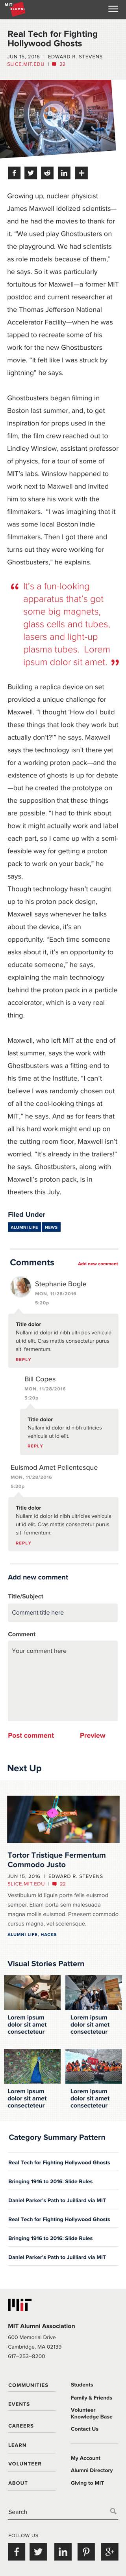 MIT
ALUMNI
Real Tech for Fighting
Hollywood Ghosts
JUN 15, 2016 | EDWARD R. STEVENS
SLICE.MIT.EDU | 22
Growing up, nuclear physicist
James Maxwell idolized scientists—
and he has the movies to thank for
it. "We used play Ghostbusters on
the playground. We had scientists
as role models because of them,"
he says. So it was particularly
fortuitous for Maxwell—a former MIT
postdoc and current researcher at
the Thomas Jefferson National
Accelerator Facility—when he was
tapped to recreate some of his
work for the own Ghostbusters
movie. "It felt like I was struck by
lightning" he says.
Ghostbusters began filming in
Boston last summer and, to get
inspiration for props used in the
film, the film crew reached out to
Lindley Winslow, assistant professor
of physics, for a tour of some of
MIT's labs. Winslow happened to
work next to Maxwell and invited
him to share his work with the
filmmakers. "I was imagining that it
was some local Boston indie
filmmakers. Then I got there and
realized they were working for
Ghostbusters," he explains.
“ It's a fun-looking
apparatus that's got
some big magnets,
glass cells and tubes,
lasers and light-up
plasma tubes. Lorem
ipsum dolor sit amet. ”
Building a replica device on set
provided a unique challenge for
Maxwell. "I thought 'How do I build
these things that look like they work
but actually don't?'" he says. Maxwell
says the technology isn't there yet
for it to work—or be useful in debate
—but he created a prototype on
paper that brought a semblance of
reality. "I had to think about this and
how it might actually work and label
each part, so I came up with a semi-
feasible way for getting a proton
pack to work on your back," he
says.
Though technology hasn't caught
up to his proton pack design,
Maxwell says whenever he talks
about the device, it's an
opportunity. "Each time someone
asks about it, it's an opportunity to
educate someone," he says,
explaining the main technology
behind the proton pack in a particle
accelerator, which is a very real
thing.
Maxwell, who left MIT at the end of
last summer, says the work with
Ghostbusters was a fitting end to
his time at the Institute, "I can't
believe I was paid out of exploring
all of the cool-looking things at
MIT," he says. And as for fears that
all of his hard work might end up on
the cutting room floor, Maxwell isn't
worried. "It's all in the movie still!"
he says. Ghostbusters, along with
Maxwell's proton pack, is in
theaters this July.
Filed Under
ALUMNI LIFE NEWS
Comments Add new comment
Stephanie Bogle
MON, 11/28/2016
5:20p
Title dolor
Nullam id dolor id nibh ultricies vehicula
ut id elit. Cras mattis consectetur purus
sit fermentum.
REPLY
Bill Copes
MON, 11/28/2016
5:20p
Title dolor
Nullam id dolor id nibh ultricies
vehicula ut id elit.
REPLY
Euismod Amet Pellentesque
MON, 11/28/2016
5:20p
Title dolor
Nullam id dolor id nibh ultricies vehicula
ut id elit. Cras mattis consectetur purus
sit fermentum.
REPLY
Add new comment
Title/Subject
Comment title here
Comment
Your comment here
Post comment Preview
Next Up
Tortor Tristique Fermentum
Commodo Justo
JUN 15, 2016 | EDWARD R. STEVENS
SLICE.MIT.EDU | 22
Vestibulum id ligula porta felis euismod
semper. Etiam porta sem malesuada
magna mollis euismod. Praesent commodo
cursus magna, vel scelerisque.
ALUMNI LIFE, HACKS
Visual Stories Pattern
Lorem ipsum
dolor sit amet
consecteteur
Lorem ipsum
dolor sit amet
consecteteur
Lorem ipsum
dolor sit amet
consecteteur
Lorem ipsum
dolor sit amet
consecteteur
Category Summary Pattern
Real Tech for Fighting Hollywood Ghosts
Bringing 1916 to 2016: Slide Rules
Daniel Parker's Path to Juilliard via MIT
Real Tech for Fighting Hollywood Ghosts
Bringing 1916 to 2016: Slide Rules
Daniel Parker's Path to Juilliard via MIT
MIT Alumni Association
600 Memorial Drive
Cambridge, MA 02139
617–253–8200
COMMUNITIES
EVENTS
CAREERS
LEARN
VOLUNTEER
ABOUT
Students
Family & Friends
Volunteer
Knowledge Base
Contact Us
My Account
Alumni Directory
Giving to MIT
Search
FOLLOW US